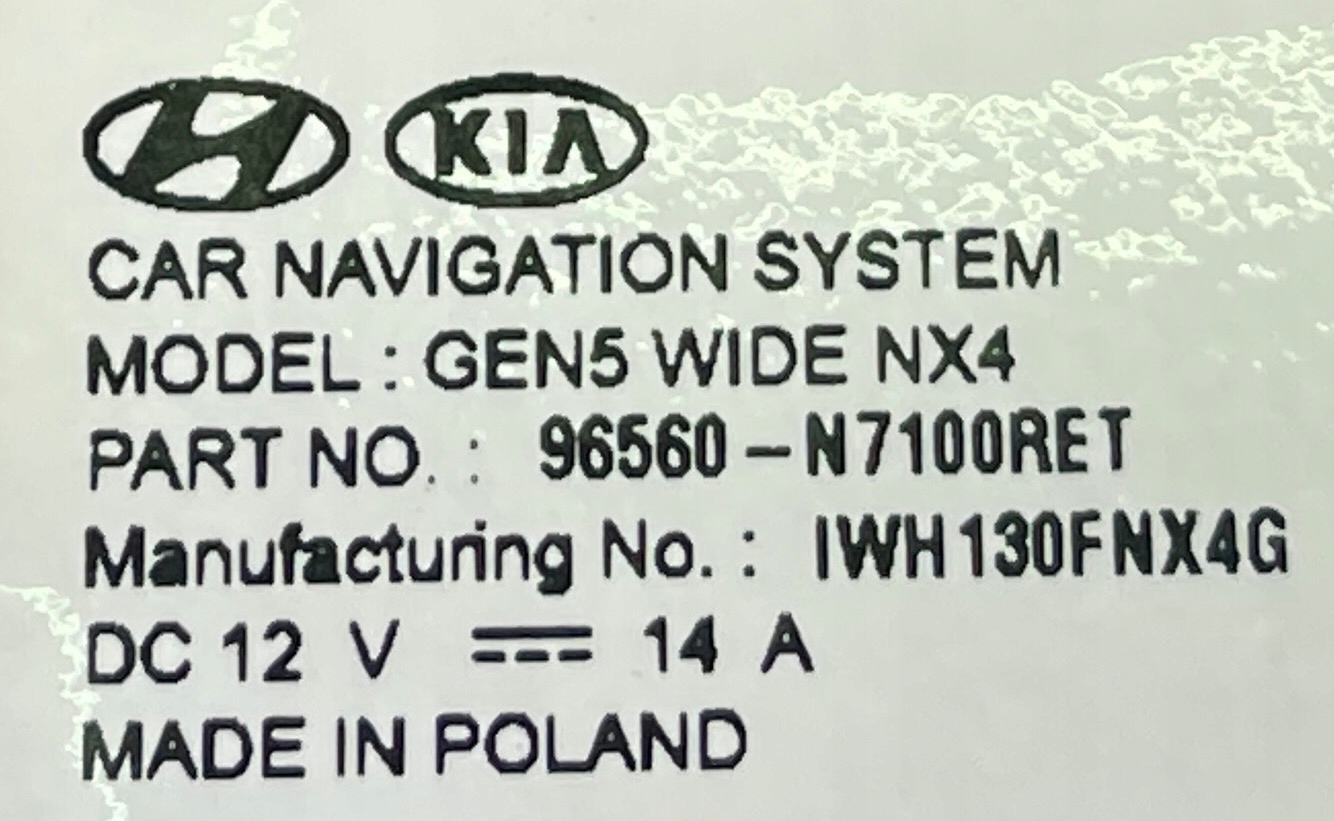 KIA
CAR NAVIGATION SYSTEM
MODEL : GEN5 WIDE NX4
PART NO. : 96560-N7100RET
Manufacturing No. : IWH130FNX4G
DC 12 V ⎓ 14 A
MADE IN POLAND